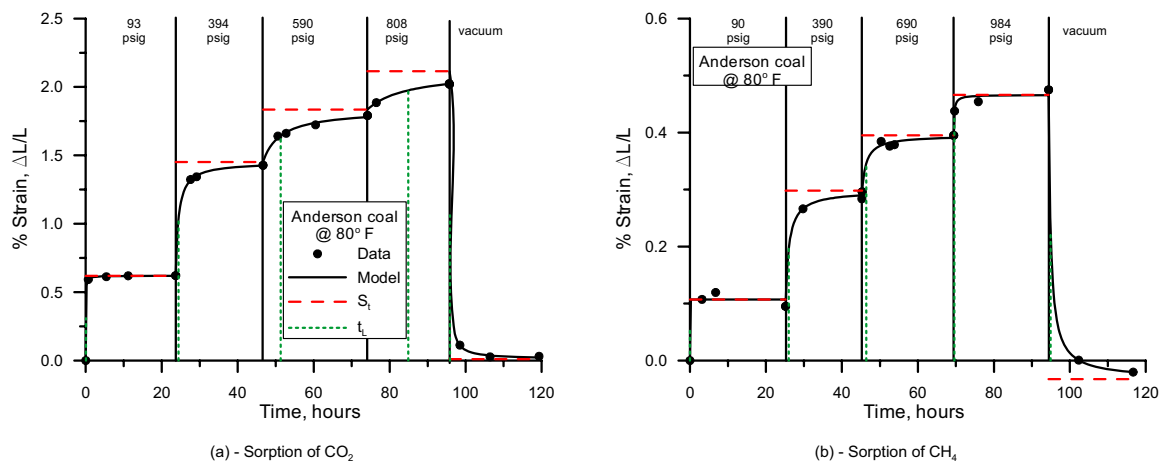 93 psig
394 psig
590 psig
808 psig
vacuum
% Strain, ΔL/L
2.5
2.0
1.5
1.0
0.5
0.0
Anderson coal
@ 80° F
Data
Model
S_t
t_L
0 20 40 60 80 100 120
Time, hours
(a) - Sorption of CO₂
90 psig
390 psig
690 psig
984 psig
vacuum
Anderson coal
@ 80° F
% Strain, ΔL/L
0.6
0.4
0.2
0.0
0 20 40 60 80 100 120
Time, hours
(b) - Sorption of CH₄